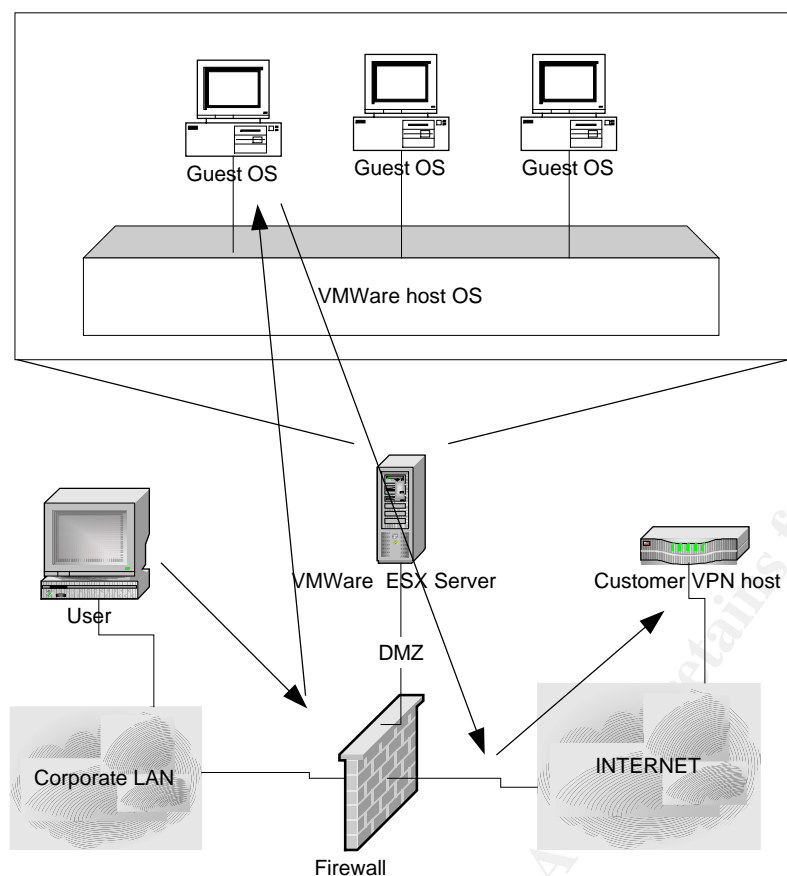 Guest OS
Guest OS
Guest OS
VMWare host OS
VMWare ESX Server
Customer VPN host
User
DMZ
Corporate LAN
INTERNET
Firewall